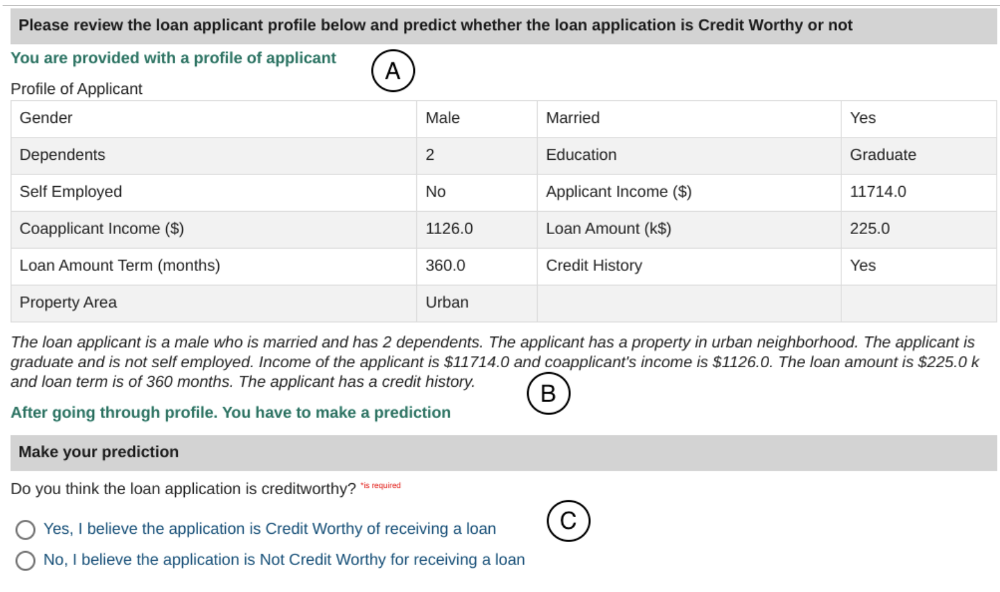 Please review the loan applicant profile below and predict whether the loan application is Credit Worthy or not
You are provided with a profile of applicant
A
Profile of Applicant
Gender Male Married Yes
Dependents 2 Education Graduate
Self Employed No Applicant Income ($) 11714.0
Coapplicant Income ($) 1126.0 Loan Amount (k$) 225.0
Loan Amount Term (months) 360.0 Credit History Yes
Property Area Urban
The loan applicant is a male who is married and has 2 dependents. The applicant has a property in urban neighborhood. The applicant is
graduate and is not self employed. Income of the applicant is $11714.0 and coapplicant's income is $1126.0. The loan amount is $225.0 k
and loan term is of 360 months. The applicant has a credit history.
B
After going through profile. You have to make a prediction
Make your prediction
Do you think the loan application is creditworthy? *is required
Yes, I believe the application is Credit Worthy of receiving a loan
C
No, I believe the application is Not Credit Worthy for receiving a loan